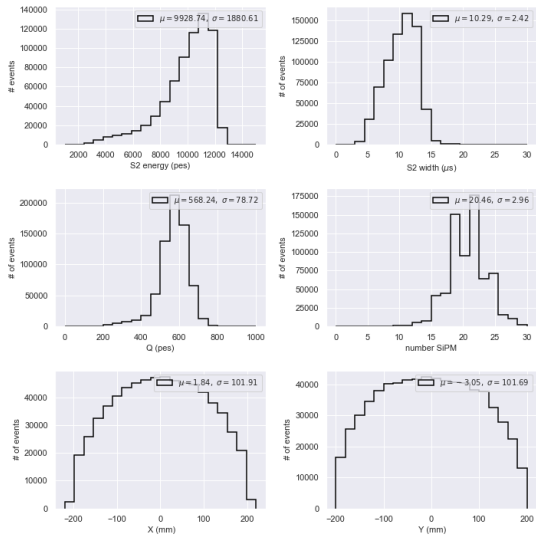 μ = 9928.74, σ = 1880.61
# of events
140000
120000
100000
80000
60000
40000
20000
0
2000 4000 6000 8000 10000 12000 14000
S2 energy (pes)
μ = 10.29, σ = 2.42
# of events
150000
125000
100000
75000
50000
25000
0
0 5 10 15 20 25 30
S2 width (μs)
μ = 568.24, σ = 78.72
# of events
200000
150000
100000
50000
0
0 200 400 600 800 1000
Q (pes)
μ = 20.46, σ = 2.96
# of events
175000
150000
125000
100000
75000
50000
25000
0
0 5 10 15 20 25 30
number SiPM
μ = 1.84, σ = 101.91
# of events
40000
30000
20000
10000
0
−200 −100 0 100 200
X (mm)
μ = −3.05, σ = 101.69
# of events
40000
30000
20000
10000
0
−200 −100 0 100 200
Y (mm)